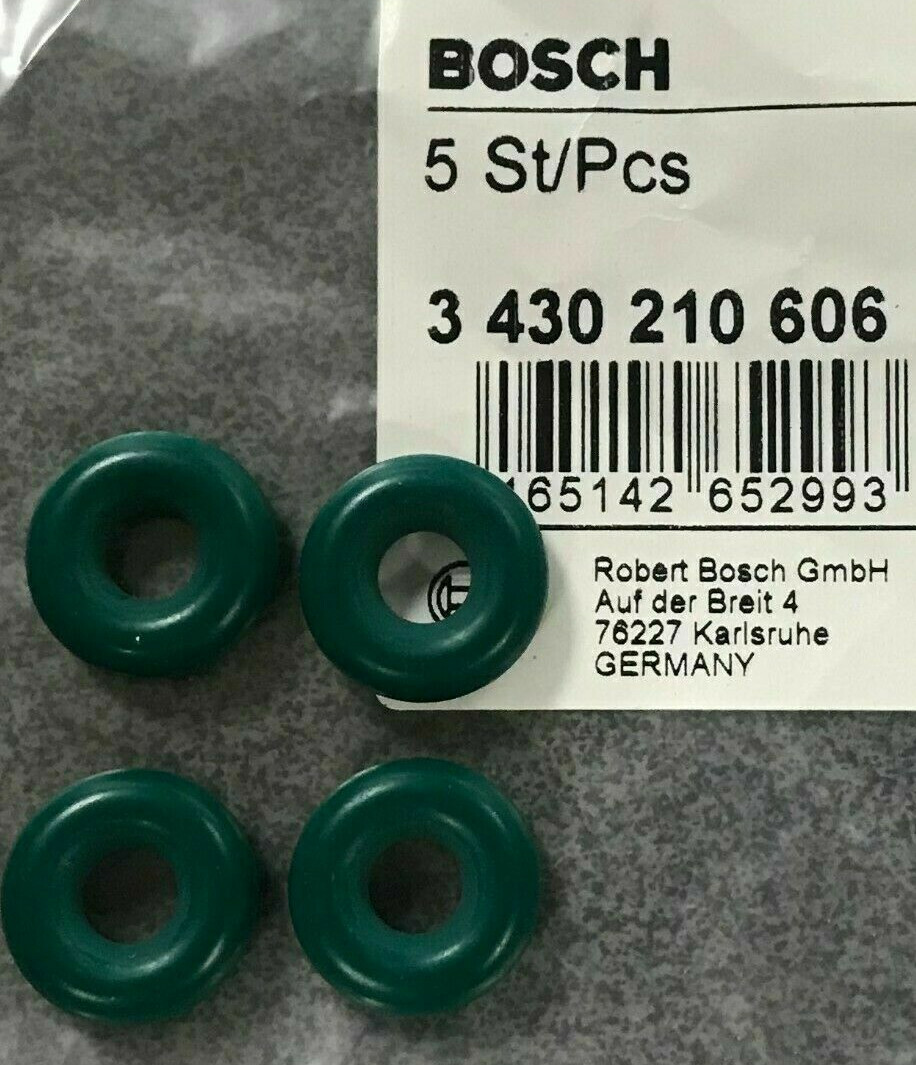 BOSCH
5 St/Pcs
3 430 210 606
165142 652993
Robert Bosch GmbH
Auf der Breit 4
76227 Karlsruhe
GERMANY